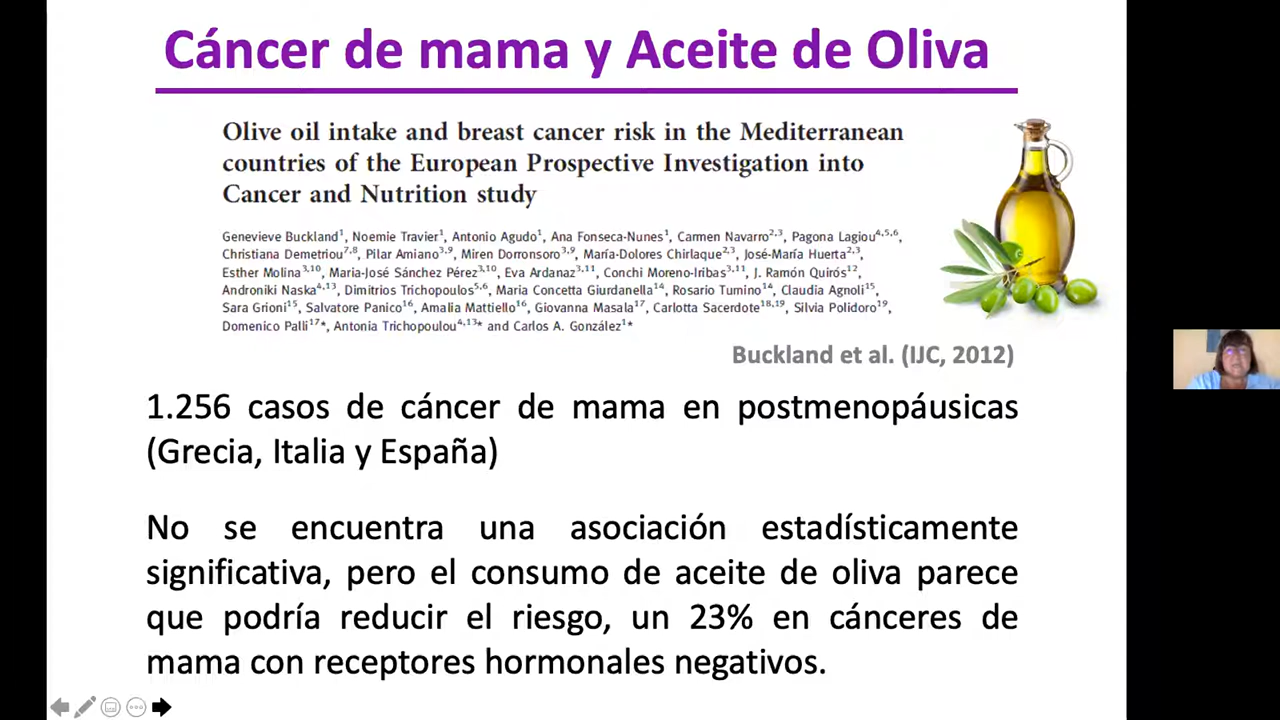 Cáncer de mama y Aceite de Oliva
Olive oil intake and breast cancer risk in the Mediterranean
countries of the European Prospective Investigation into
Cancer and Nutrition study
Genevieve Buckland1, Noemie Travier1, Antonio Agudo1, Ana Fonseca-Nunes1, Carmen Navarro2,3, Pagona Lagiou4,5,6,
Christiana Demetriou7,8, Pilar Amiano3,9, Miren Dorronsoro3,9, María-Dolores Chirlaque2,3, José-María Huerta2,3,
Esther Molina3,10, Maria-José Sánchez Pérez3,10, Eva Ardanaz3,11, Conchi Moreno-Iribas3,11, J. Ramón Quirós12,
Androniki Naska4,13, Dimitrios Trichopoulos5,6, Maria Concetta Giurdanella14, Rosario Tumino14, Claudia Agnoli15,
Sara Grioni15, Salvatore Panico16, Amalia Mattiello16, Giovanna Masala17, Carlotta Sacerdote18,19, Silvia Polidoro19,
Domenico Palli17*, Antonia Trichopoulou4,13* and Carlos A. González1*
Buckland et al. (IJC, 2012)
1.256 casos de cáncer de mama en postmenopáusicas
(Grecia, Italia y España)
No se encuentra una asociación estadísticamente
significativa, pero el consumo de aceite de oliva parece
que podría reducir el riesgo, un 23% en cánceres de
mama con receptores hormonales negativos.